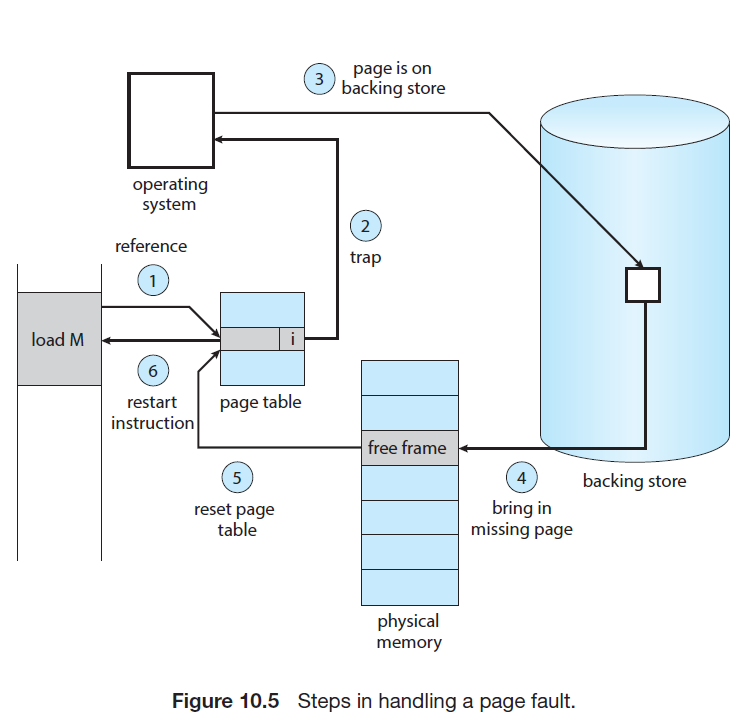 3
page is on
backing store
operating
system
2
trap
reference
1
load M
i
6
restart
instruction
page table
free frame
5
reset page
table
4
bring in
missing page
backing store
physical
memory
Figure 10.5 Steps in handling a page fault.